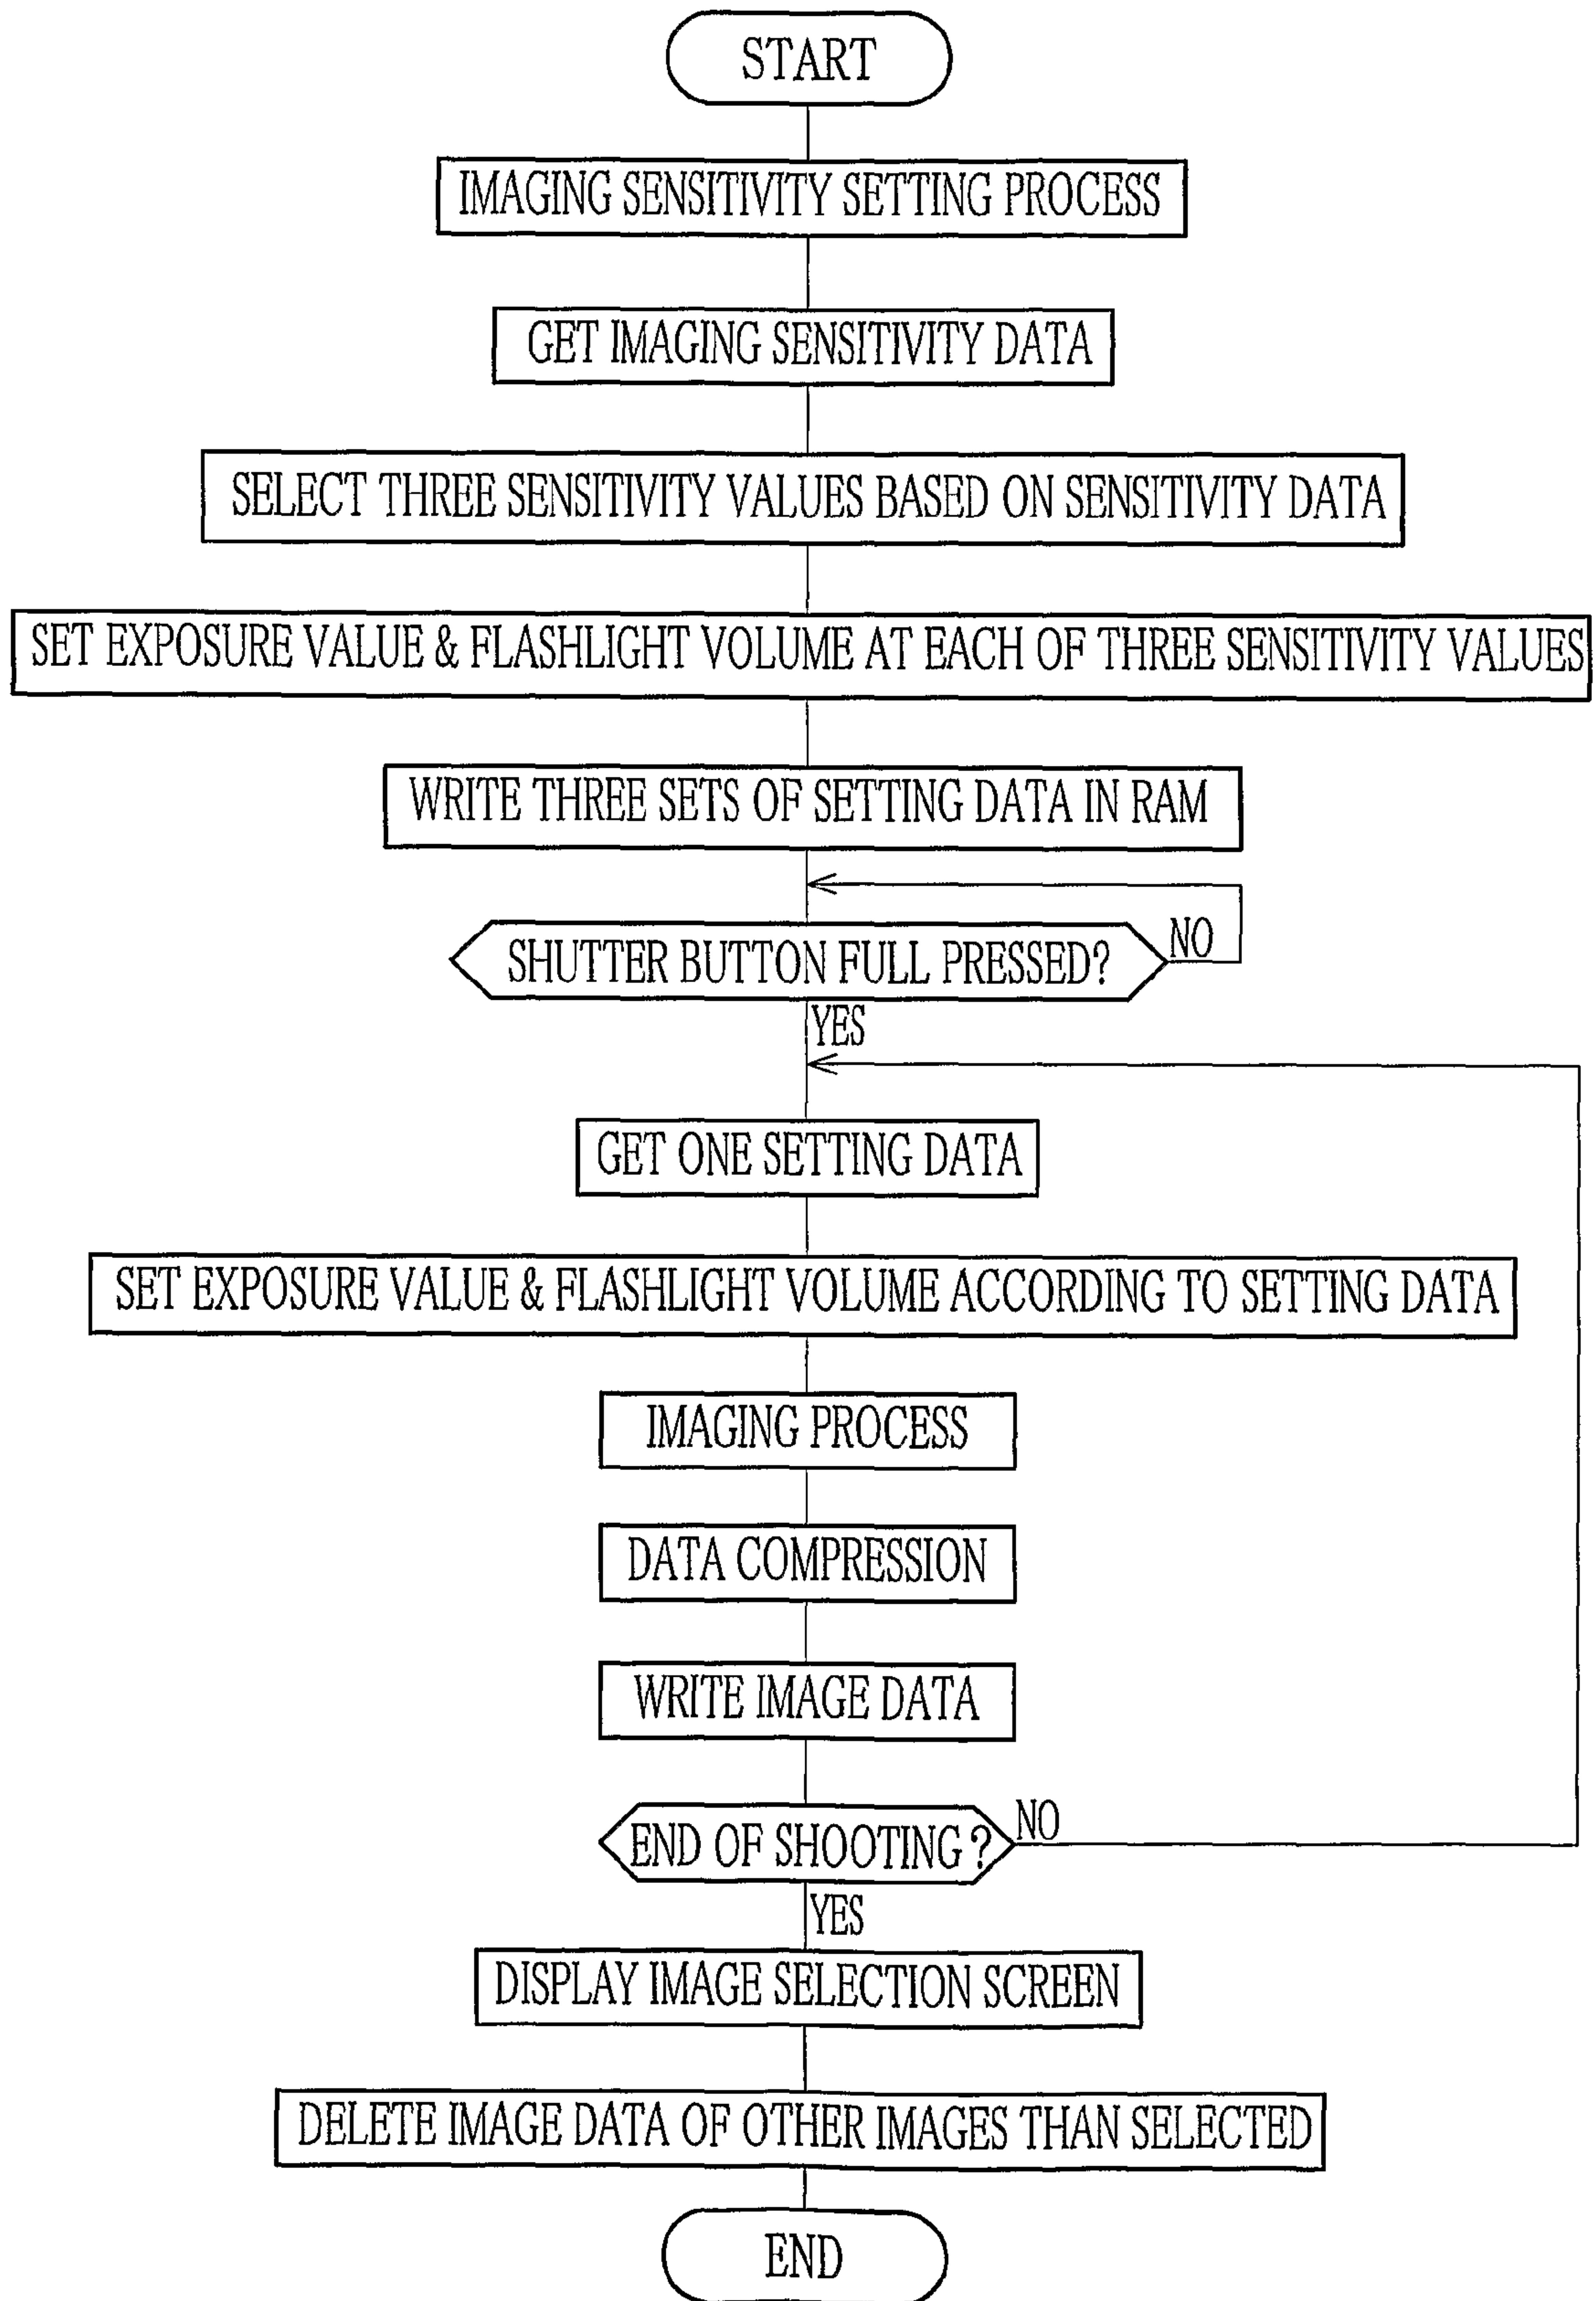 START
IMAGING SENSITIVITY SETTING PROCESS
GET IMAGING SENSITIVITY DATA
SELECT THREE SENSITIVITY VALUES BASED ON SENSITIVITY DATA
SET EXPOSURE VALUE & FLASHLIGHT VOLUME AT EACH OF THREE SENSITIVITY VALUES
WRITE THREE SETS OF SETTING DATA IN RAM
SHUTTER BUTTON FULL PRESSED?
NO
YES
GET ONE SETTING DATA
SET EXPOSURE VALUE & FLASHLIGHT VOLUME ACCORDING TO SETTING DATA
IMAGING PROCESS
DATA COMPRESSION
WRITE IMAGE DATA
END OF SHOOTING?
NO
YES
DISPLAY IMAGE SELECTION SCREEN
DELETE IMAGE DATA OF OTHER IMAGES THAN SELECTED
END